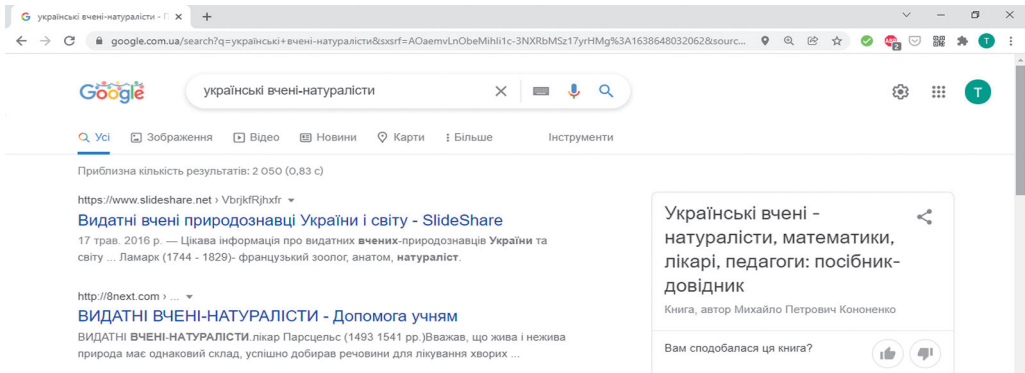 українські вчені-натуралісти - П
google.com.ua/search?q=українські+вчені-натуралісти&sxsrf=AOaemvLnObeMihIi1c-3NXRbMSz17yrHMg%3A1638648032062&sourc...
ABP
2
T
Google
українські вчені-натуралісти
T
Усі Зображення Відео Новини Карти Більше Інструменти
Приблизна кількість результатів: 2 050 (0,83 с)
https://www.slideshare.net › VbrjkfRjhxfr
Видатні вчені природознавці України і світу - SlideShare
17 трав. 2016 р. — Цікава інформація про видатних вчених-природознавців України та
світу ... Ламарк (1744 - 1829)- французький зоолог, анатом, натураліст.
http://8next.com › ...
ВИДАТНІ ВЧЕНІ-НАТУРАЛІСТИ - Допомога учням
ВИДАТНІ ВЧЕНІ-НАТУРАЛІСТИ.лікар Парсцельс (1493 1541 рр.)Вважав, що жива і нежива
природа має однаковий склад, успішно добирав речовини для лікування хворих ...
Українські вчені -
натуралісти, математики,
лікарі, педагоги: посібник-
довідник
Книга, автор Михайло Петрович Кононенко
Вам сподобалася ця книга?